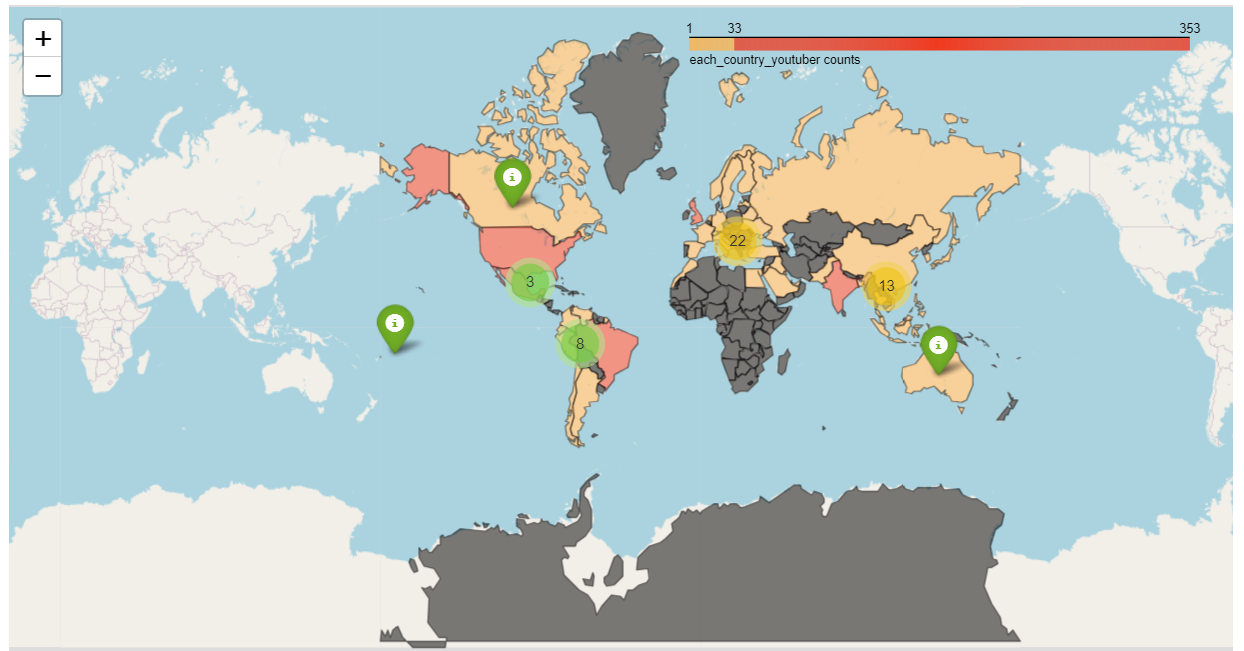 +
−
1 33 353
each_country_youtuber counts
i
22
3
13
i
8
i